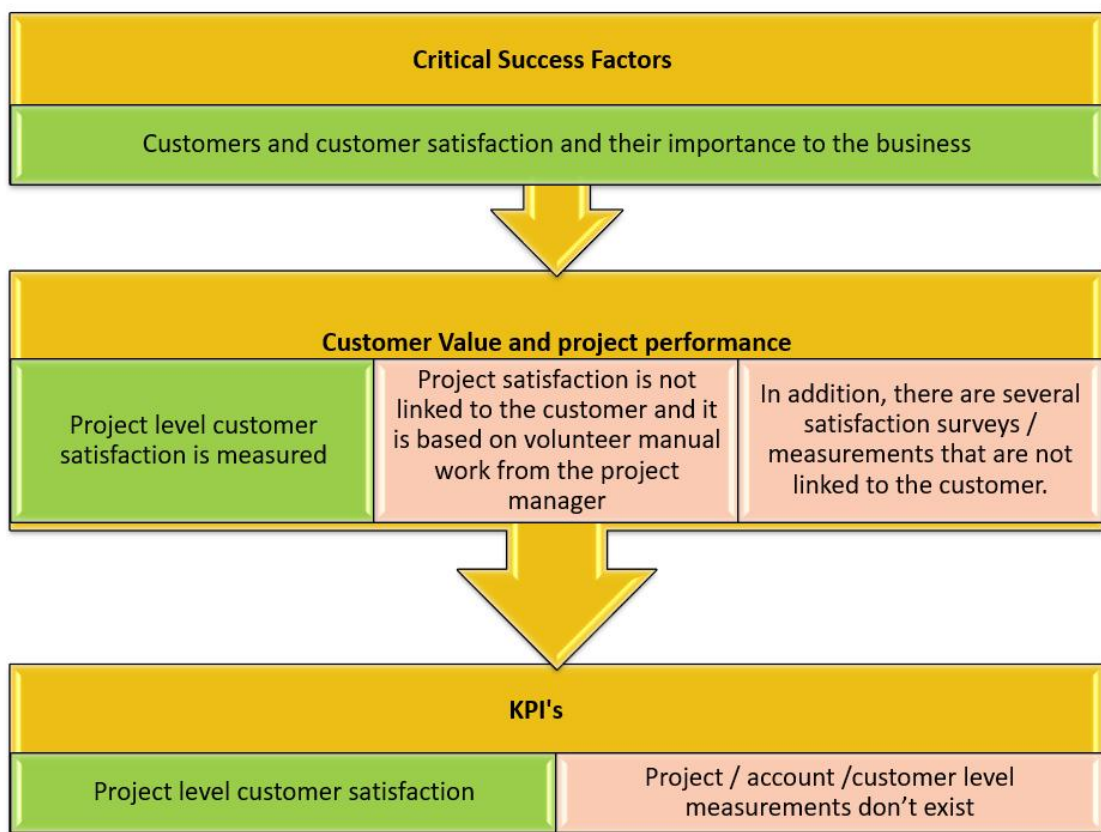 Critical Success Factors
Customers and customer satisfaction and their importance to the business
Customer Value and project performance
Project level customer
satisfaction is measured
Project satisfaction is not
linked to the customer and it
is based on volunteer manual
work from the project
manager
In addition, there are several
satisfaction surveys /
measurements that are not
linked to the customer.
KPI's
Project level customer satisfaction
Project / account /customer level
measurements don’t exist